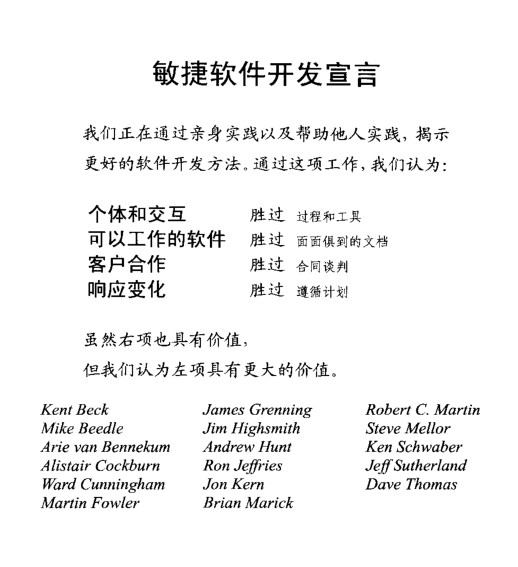 敏捷软件开发宣言
我们正在通过亲身实践以及帮助他人实践，揭示
更好的软件开发方法。通过这项工作，我们认为：
个体和交互 胜过 过程和工具
可以工作的软件 胜过 面面俱到的文档
客户合作 胜过 合同谈判
响应变化 胜过 遵循计划
虽然右项也具有价值，
但我们认为左项具有更大的价值。
Kent Beck James Grenning Robert C. Martin
Mike Beedle Jim Highsmith Steve Mellor
Arie van Bennekum Andrew Hunt Ken Schwaber
Alistair Cockburn Ron Jeffries Jeff Sutherland
Ward Cunningham Jon Kern Dave Thomas
Martin Fowler Brian Marick